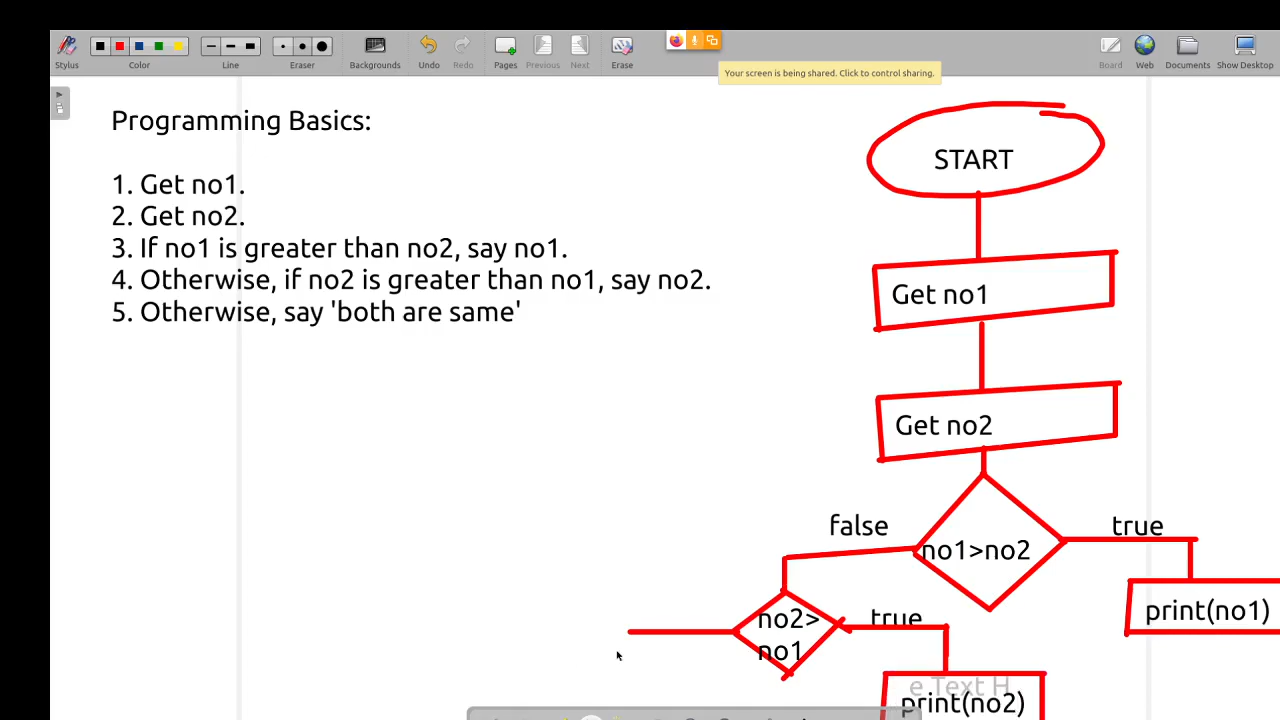 Stylus
Color
Line
Eraser
Backgrounds
Undo
Redo
Pages
Previous
Next
Erase
Board
Web
Documents
Show Desktop
Your screen is being shared. Click to control sharing.
Programming Basics:
1. Get no1.
2. Get no2.
3. If no1 is greater than no2, say no1.
4. Otherwise, if no2 is greater than no1, say no2.
5. Otherwise, say 'both are same'
START
Get no1
Get no2
false
no1>no2
true
print(no1)
no2>
no1
true
e Text H
print(no2)